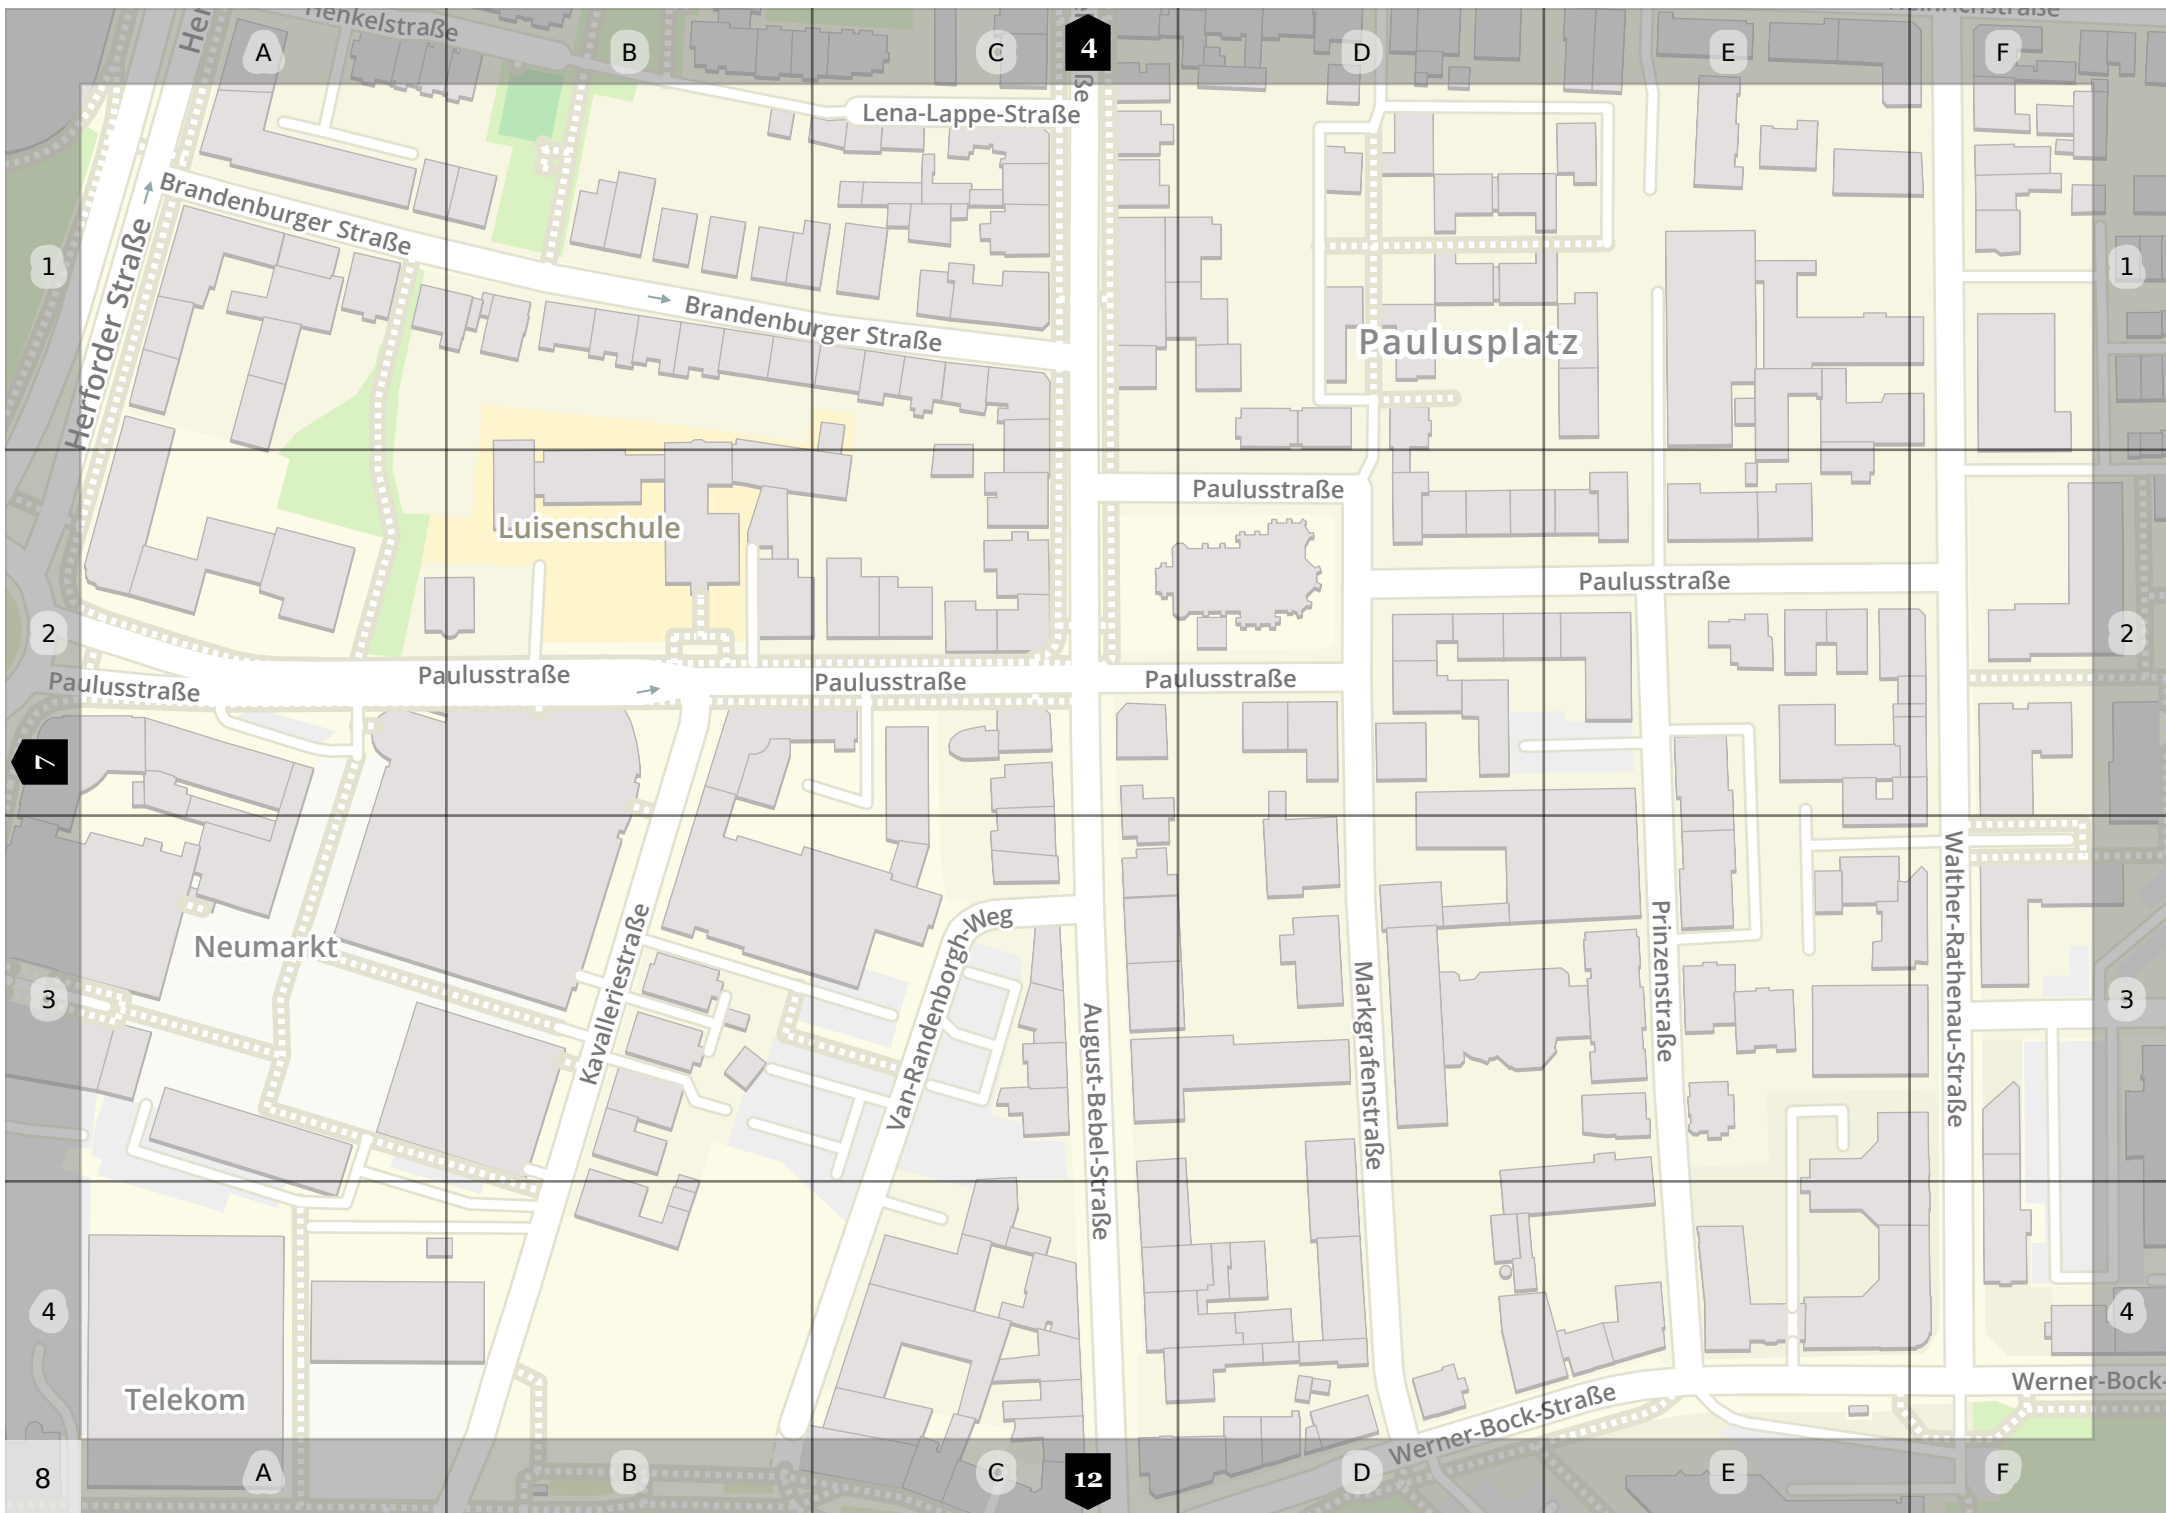 Henkelstraße
Her
4
A
B
C
D
E
F
Lena-Lappe-Straße
ße
Brandenburger Straße
Herforder Straße
1
1
Brandenburger Straße
Paulusplatz
Paulusstraße
Luisenschule
Paulusstraße
2
2
Paulusstraße
Paulusstraße
Paulusstraße
Paulusstraße
7
Neumarkt
Kavalleriestraße
Van-Randenborgh-Weg
August-Bebel-Straße
Markgrafenstraße
Prinzenstraße
Walther-Rathenau-Straße
3
3
4
4
Telekom
Werner-Bock-Straße
Werner-Bock-
8
A
B
C
12
D
E
F